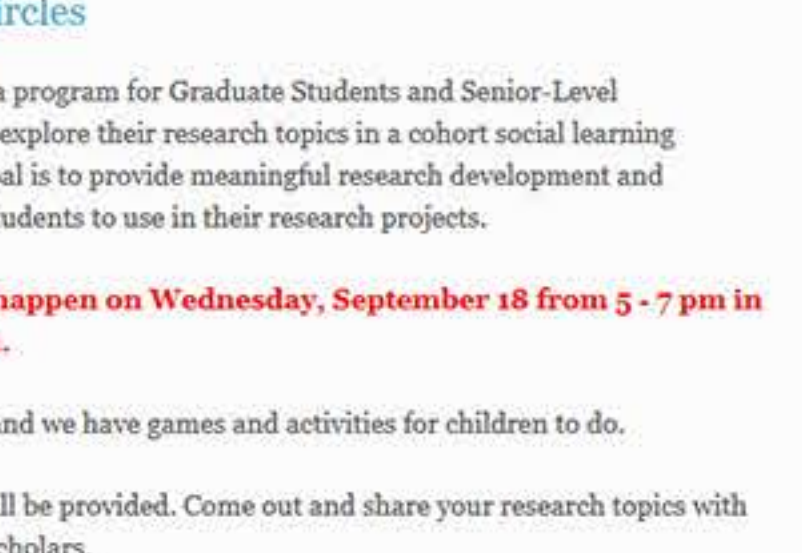 ircles
a program for Graduate Students and Senior-Level
explore their research topics in a cohort social learning
al is to provide meaningful research development and
udents to use in their research projects.
happen on Wednesday, September 18 from 5 - 7 pm in
.
and we have games and activities for children to do.
ll be provided. Come out and share your research topics with
cholars.